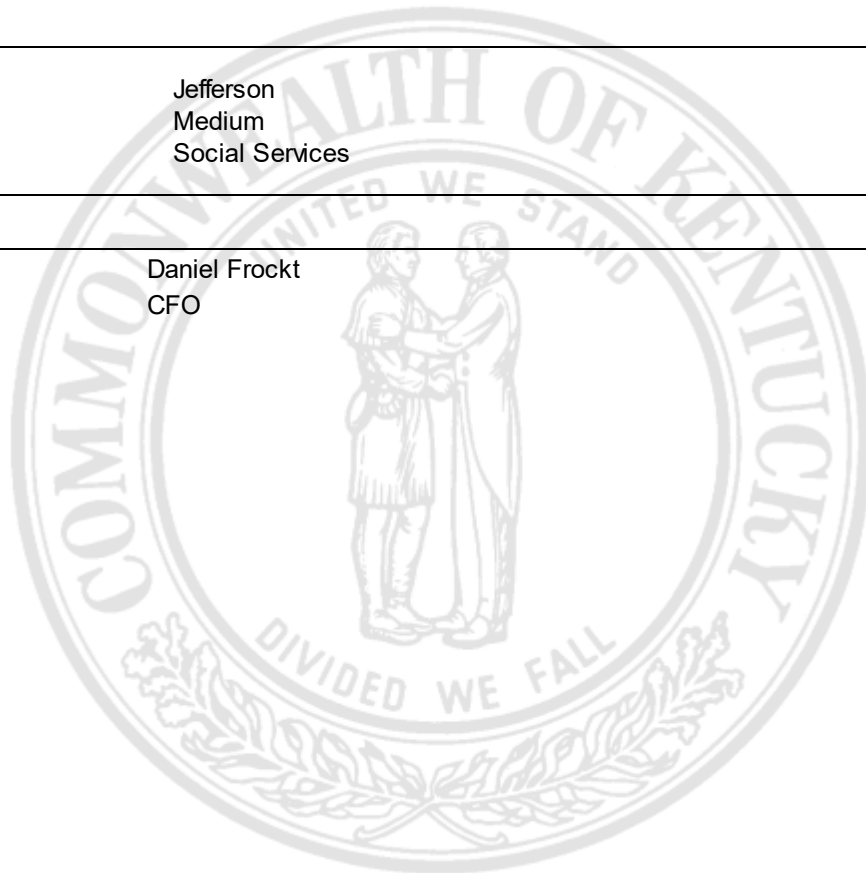 Jefferson
Medium
Social Services
Daniel Frockt
CFO
COMMONWEALTH OF KENTUCKY
UNITED WE STAND
DIVIDED WE FALL